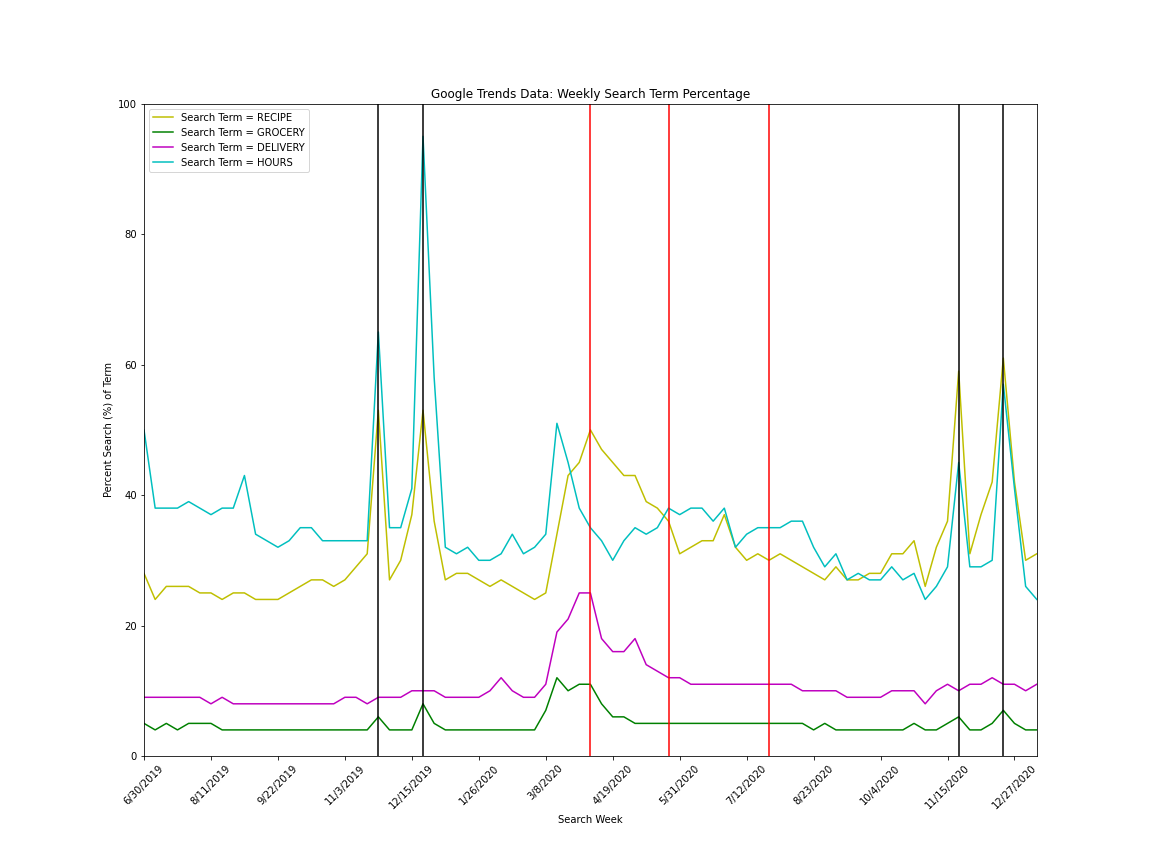 Google Trends Data: Weekly Search Term Percentage
Search Term = RECIPE
Search Term = GROCERY
Search Term = DELIVERY
Search Term = HOURS
Percent Search (%) of Term
100
80
60
40
20
0
6/30/2019
8/11/2019
9/22/2019
11/3/2019
12/15/2019
1/26/2020
3/8/2020
4/19/2020
5/31/2020
7/12/2020
8/23/2020
10/4/2020
11/15/2020
12/27/2020
Search Week